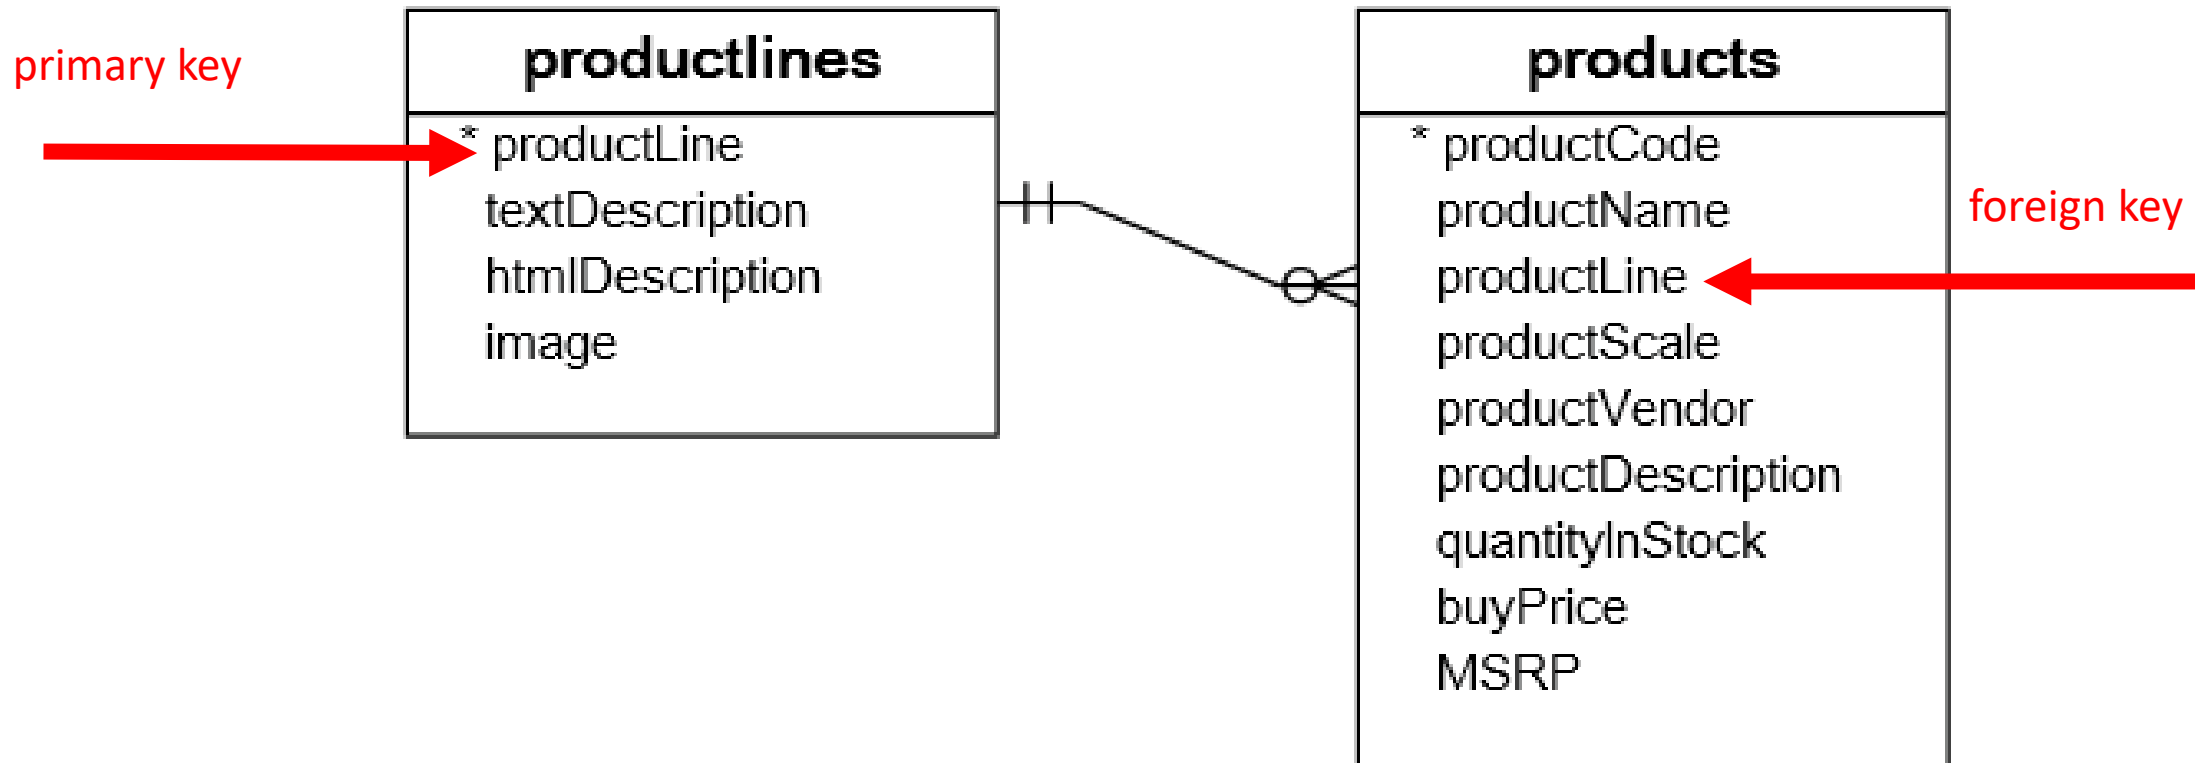 primary key
productlines
* productLine
textDescription
htmlDescription
image
products
* productCode
productName
productLine
productScale
productVendor
productDescription
quantityInStock
buyPrice
MSRP
foreign key